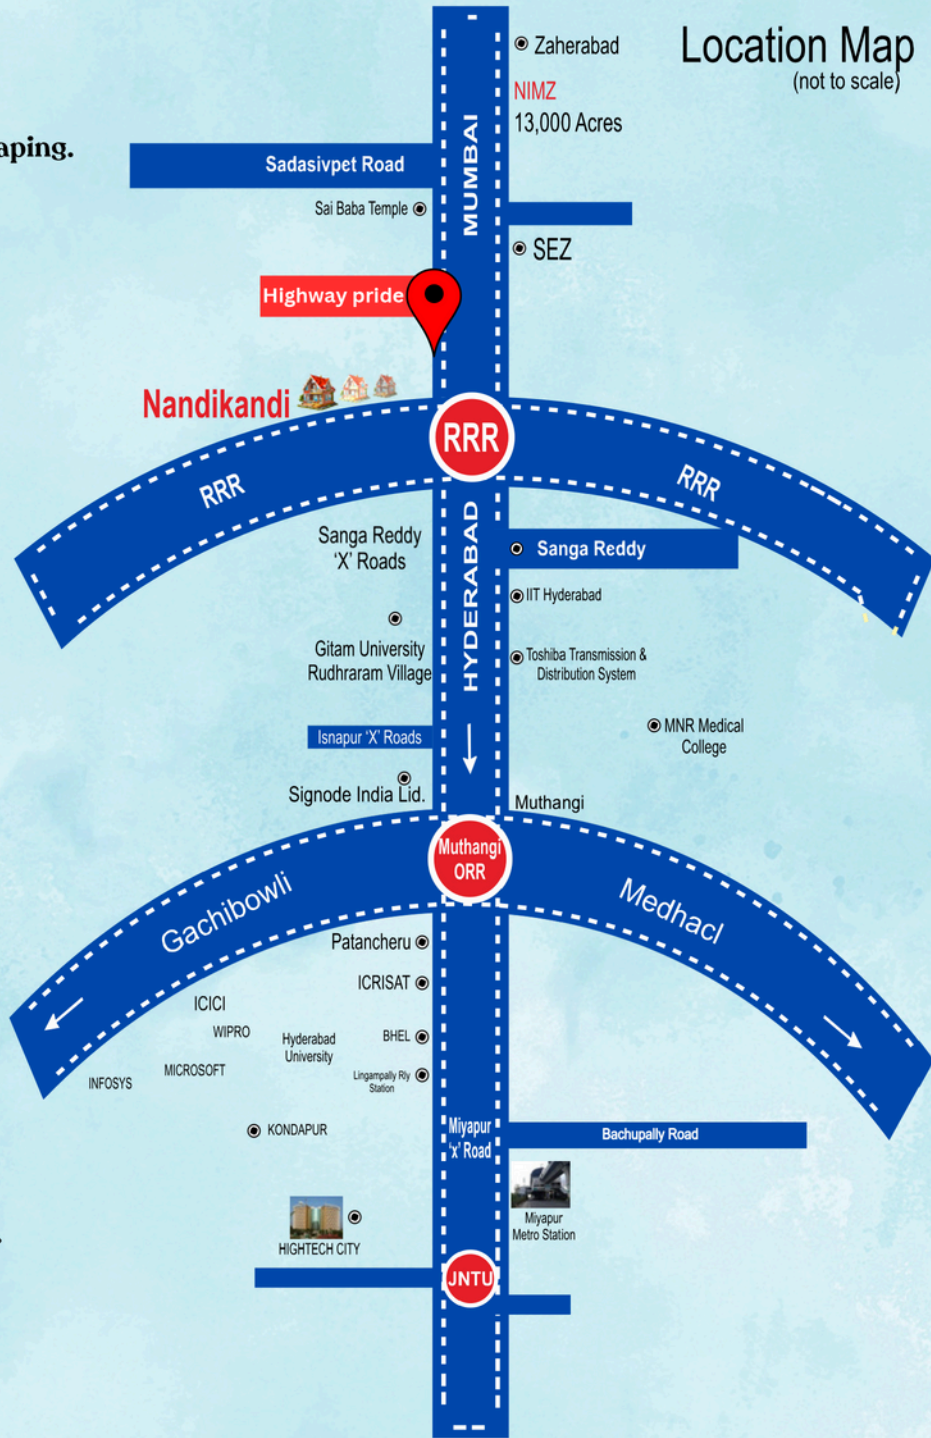 Location Map
(not to scale)
Zaherabad
NIMZ
13,000 Acres
aping.
MUMBAI
Sadasivpet Road
Sai Baba Temple
SEZ
Highway pride
Nandikandi
RRR
RRR
RRR
HYDERABAD
Sanga Reddy
'X' Roads
Sanga Reddy
IIT Hyderabad
Gitam University
Rudhraram Village
Toshiba Transmission &
Distribution System
Isnapur 'X' Roads
MNR Medical
College
Signode India Lid.
Muthangi
Muthangi
ORR
Gachibowli
Medhacl
Patancheru
ICRISAT
ICICI
WIPRO
Hyderabad
University
BHEL
INFOSYS
MICROSOFT
Lingampally Rly
Station
KONDAPUR
Miyapur
'x' Road
Bachupally Road
Miyapur
Metro Station
HIGHTECH CITY
JNTU